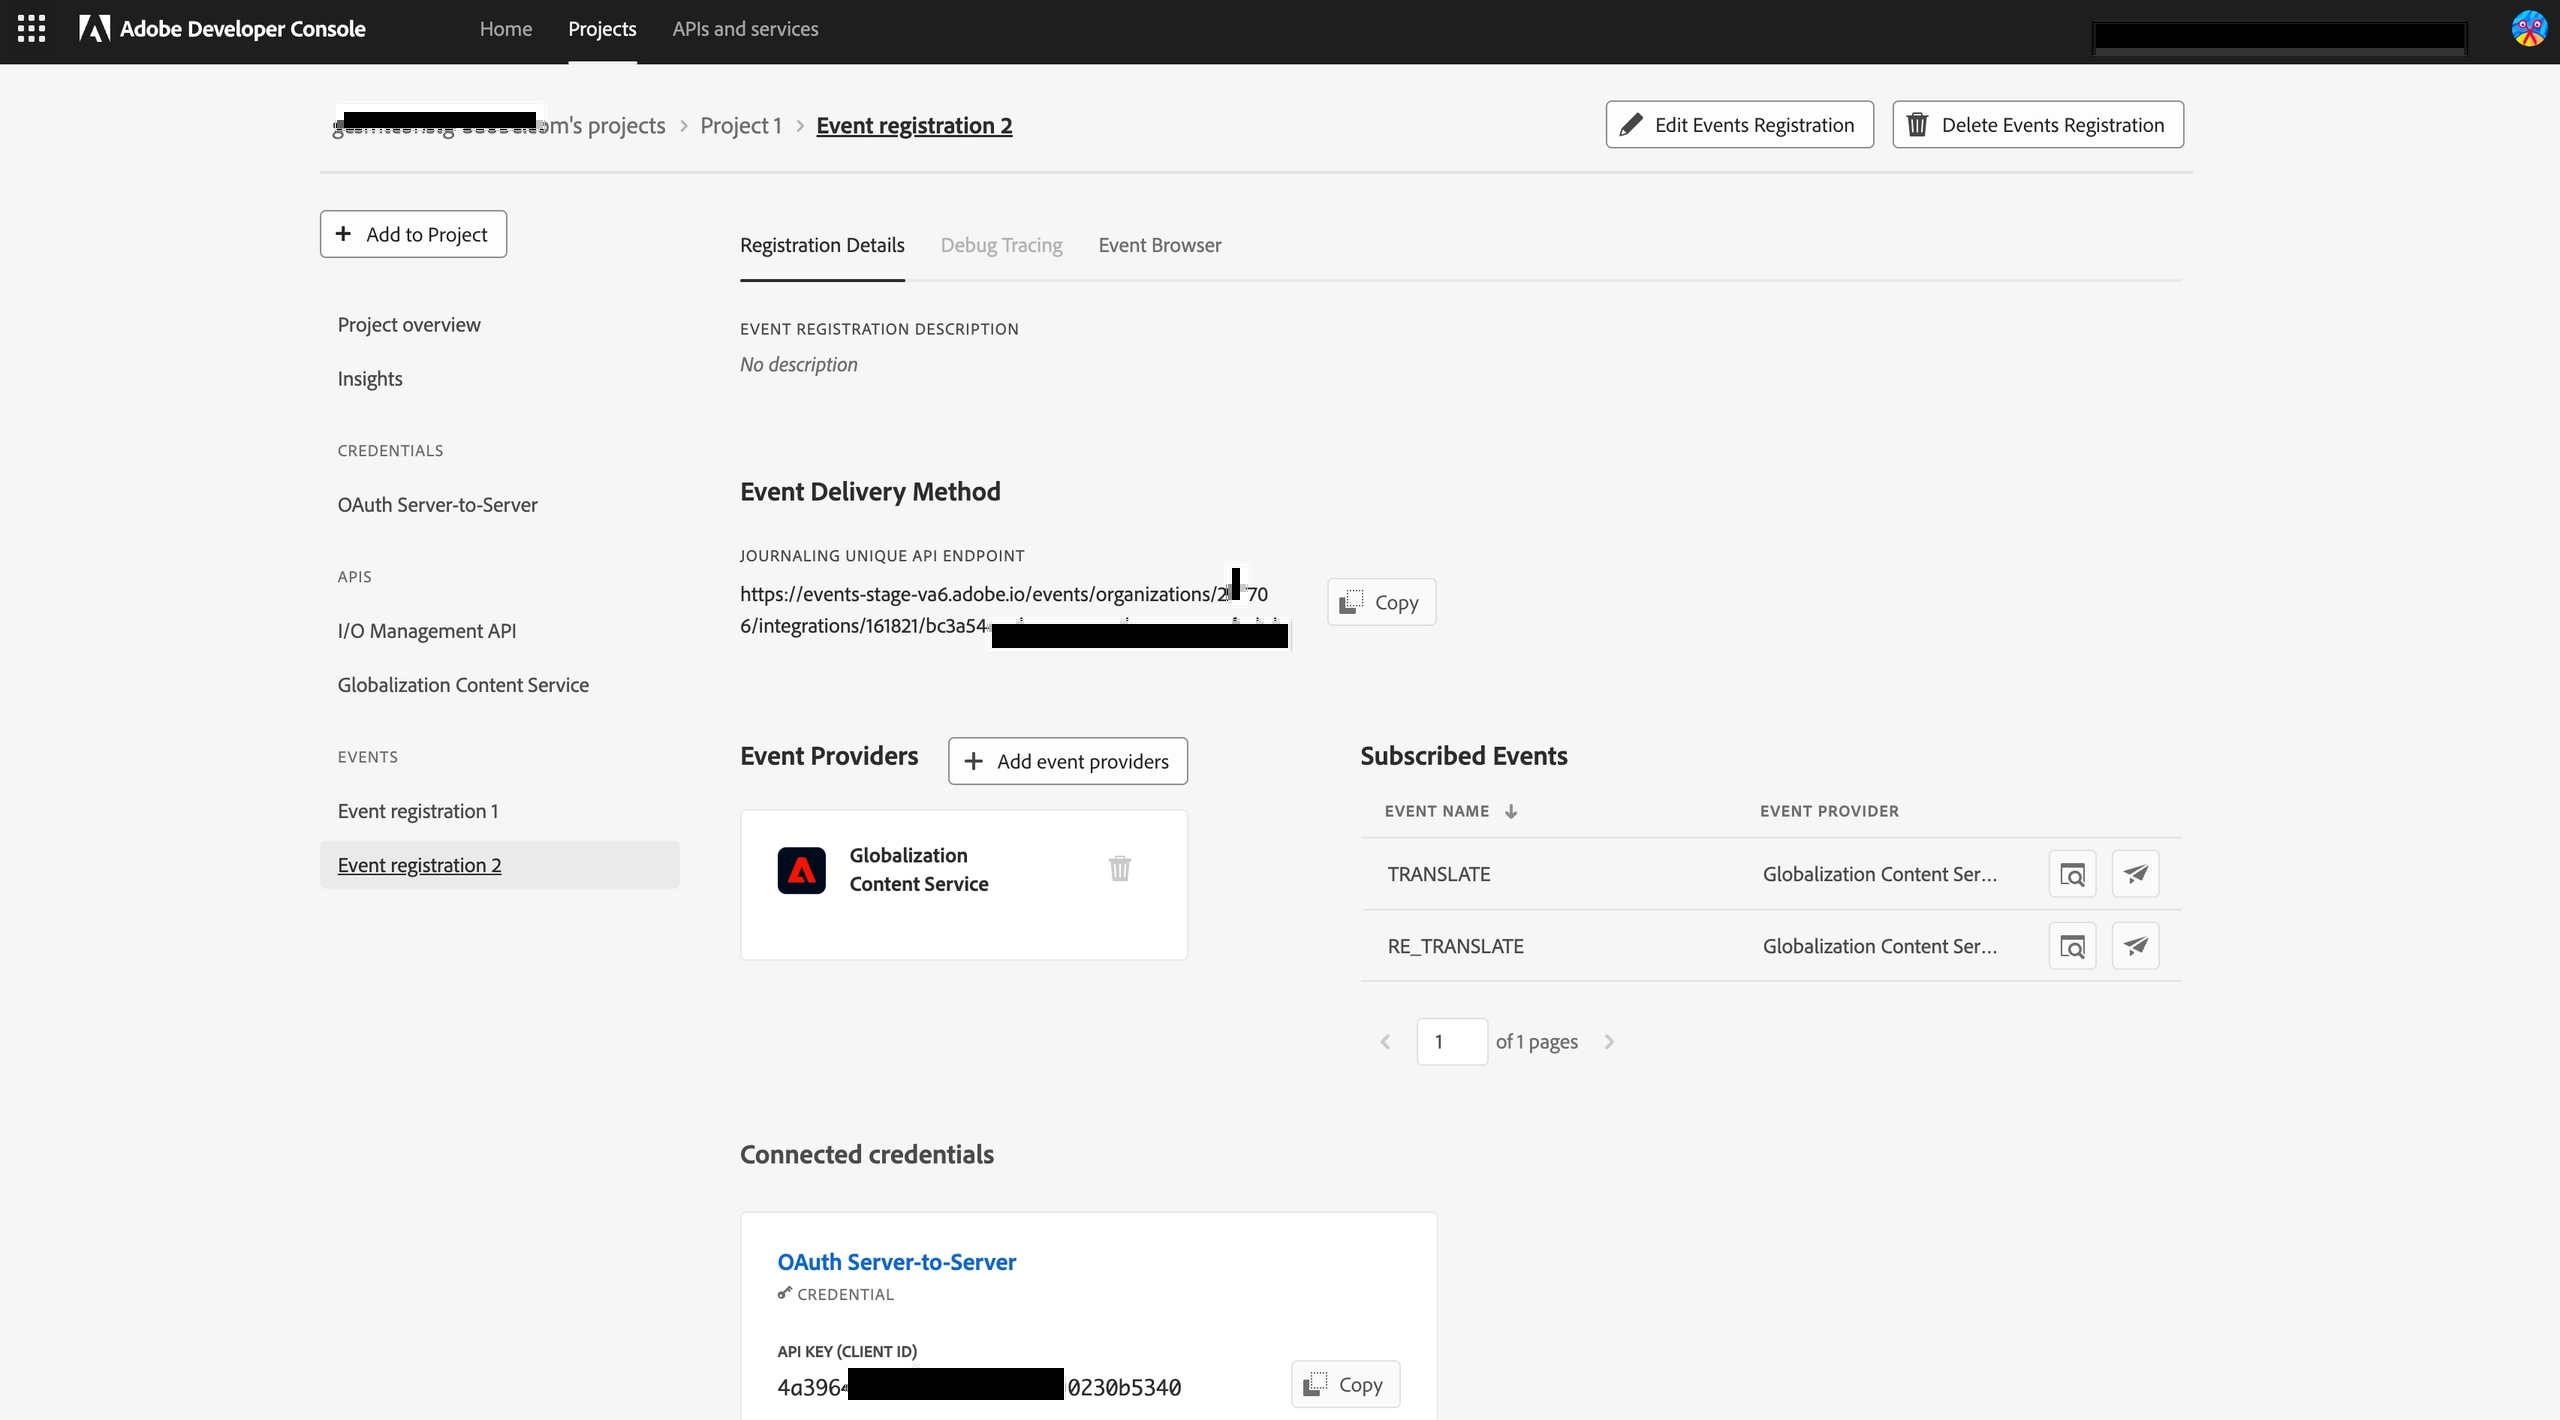 Adobe Developer Console
Home
Projects
APIs and services
om's projects > Project 1 > Event registration 2
Edit Events Registration
Delete Events Registration
Add to Project
Registration Details
Debug Tracing
Event Browser
Project overview
Insights
CREDENTIALS
OAuth Server-to-Server
APIS
I/O Management API
Globalization Content Service
EVENTS
Event registration 1
Event registration 2
EVENT REGISTRATION DESCRIPTION
No description
Event Delivery Method
JOURNALING UNIQUE API ENDPOINT
https://events-stage-va6.adobe.io/events/organizations/2 70
6/integrations/161821/bc3a54
Copy
Event Providers
Add event providers
Globalization
Content Service
Subscribed Events
EVENT NAME
EVENT PROVIDER
TRANSLATE
Globalization Content Ser...
RE_TRANSLATE
Globalization Content Ser...
1 of 1 pages
Connected credentials
OAuth Server-to-Server
CREDENTIAL
API KEY (CLIENT ID)
4a396 0230b5340
Copy